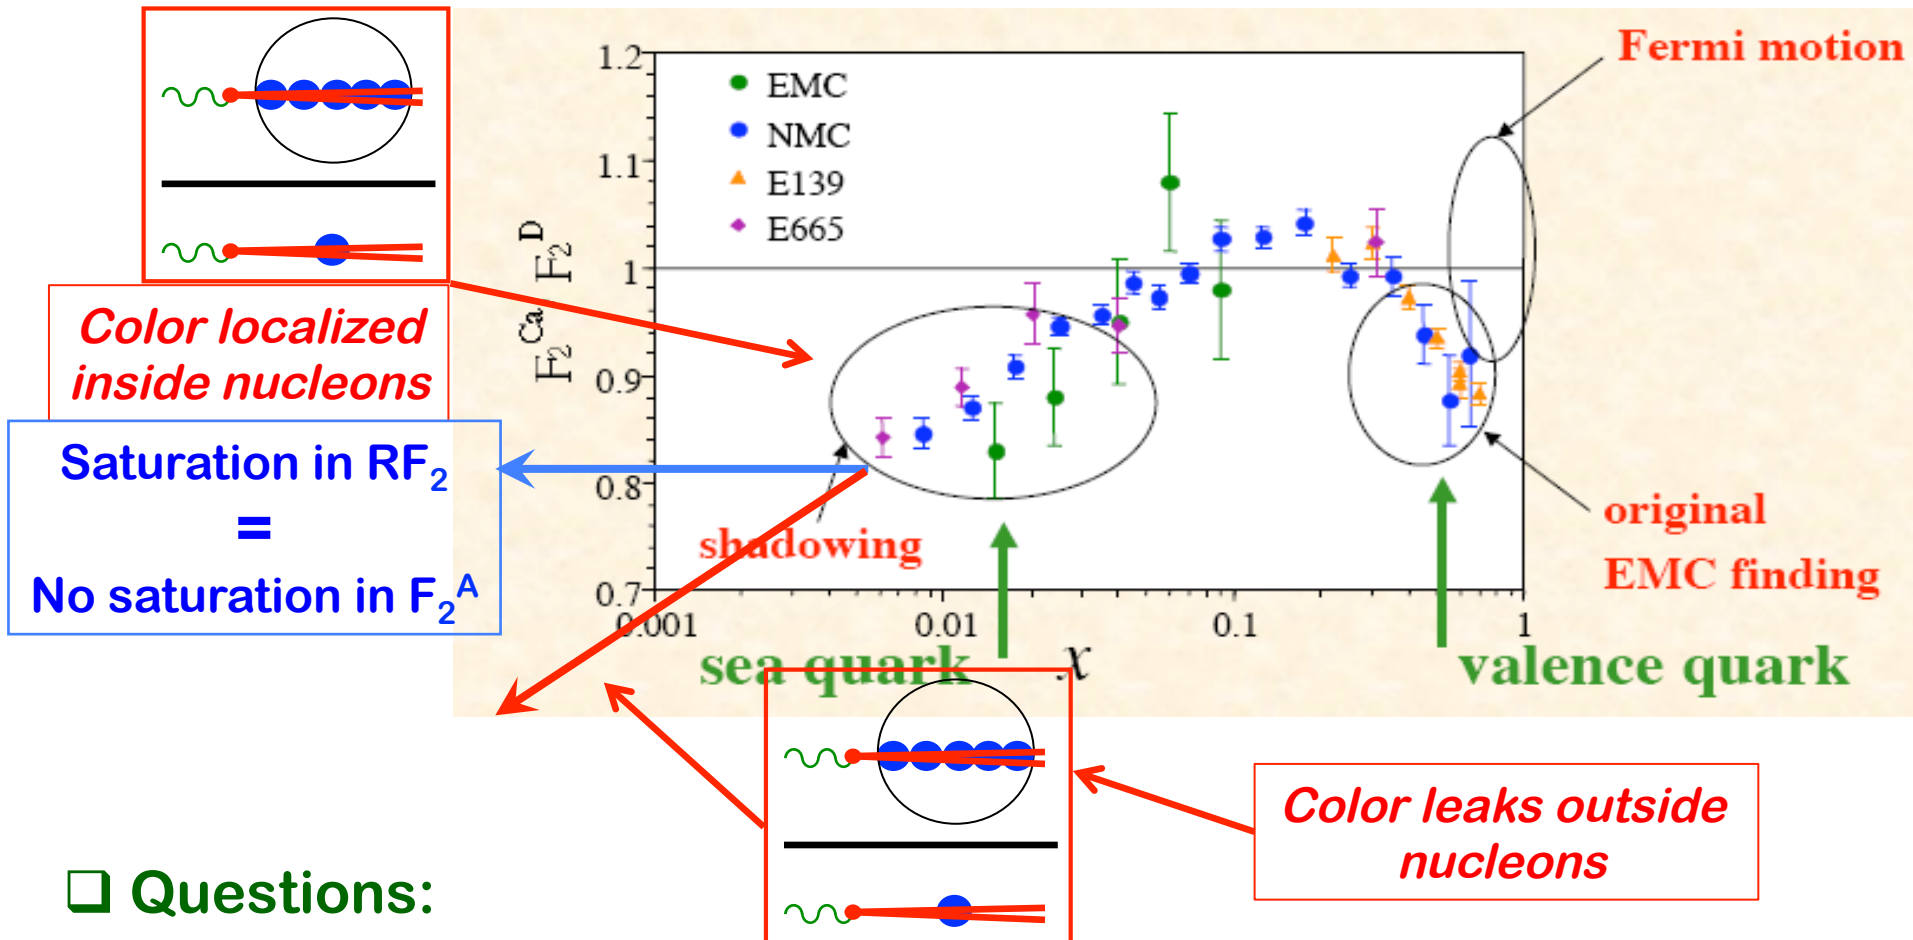 Fermi motion
1.2
EMC
NMC
E139
E665
1.1
1
0.9
0.8
0.7
F₂ᶜᵃ F₂ᴰ
Color localized
inside nucleons
Saturation in RF₂
=
No saturation in F₂ᴬ
shadowing
original
EMC finding
0.001
0.01
0.1
1
sea quark
x
valence quark
Color leaks outside
nucleons
❑ Questions: